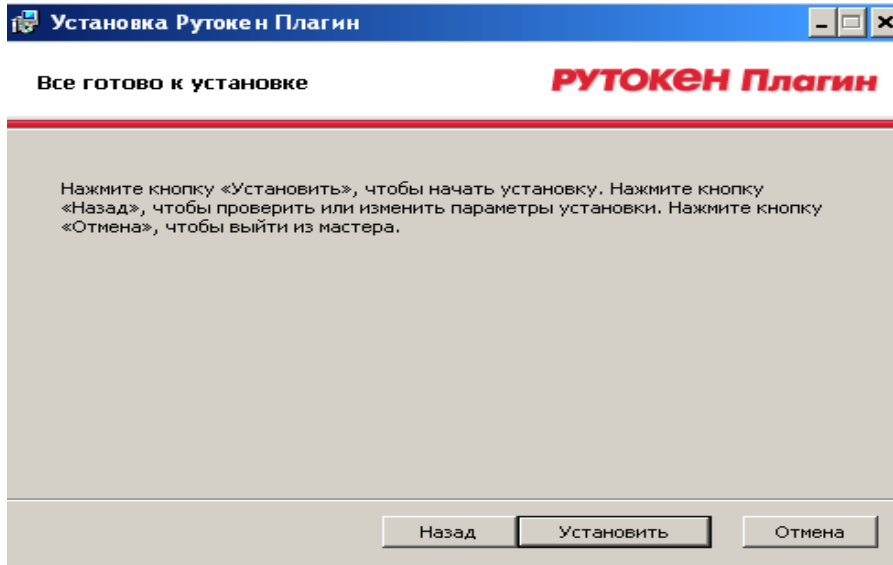 Установка Рутокен Плагин
Все готово к установке
РУТОКЕН Плагин
Нажмите кнопку «Установить», чтобы начать установку. Нажмите кнопку
«Назад», чтобы проверить или изменить параметры установки. Нажмите кнопку
«Отмена», чтобы выйти из мастера.
Назад
Установить
Отмена